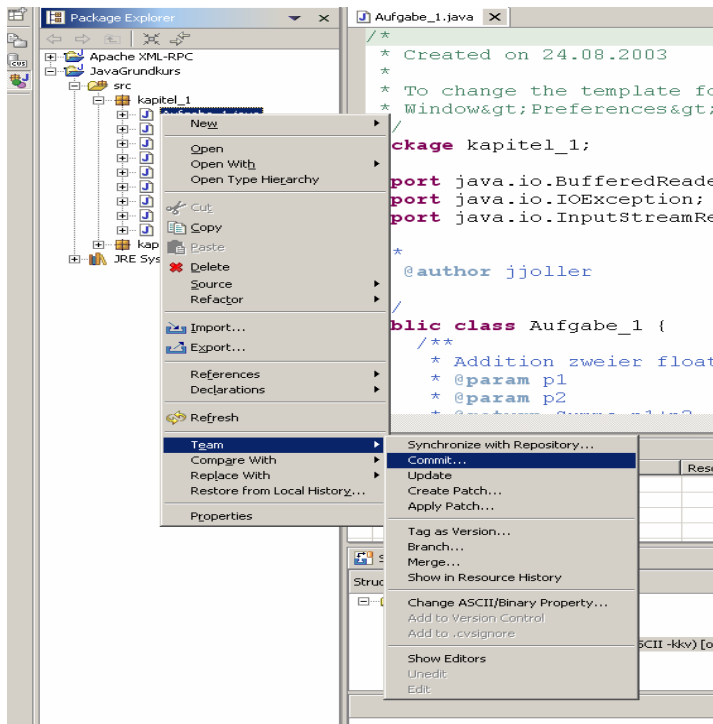 Package Explorer
Apache XML-RPC
JavaGrundkurs
src
kapitel_1
kap
JRE Sys
New
Open
Open With
Open Type Hierarchy
Cut
Copy
Paste
Delete
Source
Refactor
Import...
Export...
References
Declarations
Refresh
Team
Compare With
Replace With
Restore from Local History...
Properties
Synchronize with Repository...
Commit...
Update
Create Patch...
Apply Patch...
Tag as Version...
Branch...
Merge...
Show in Resource History
Change ASCII/Binary Property...
Add to Version Control
Add to .cvsignore
Show Editors
Unedit
Edit
Aufgabe_1.java
/*
* Created on 24.08.2003
*
* To change the template fo
* Window&gt;Preferences&gt;
/
ckage kapitel_1;
port java.io.BufferedReade
port java.io.IOException;
port java.io.InputStreamRe
*
@author jjoller
/
blic class Aufgabe_1 {
/**
* Addition zweier float
* @param p1
* @param p2
Reso
Struc
SCII -kkv) [o